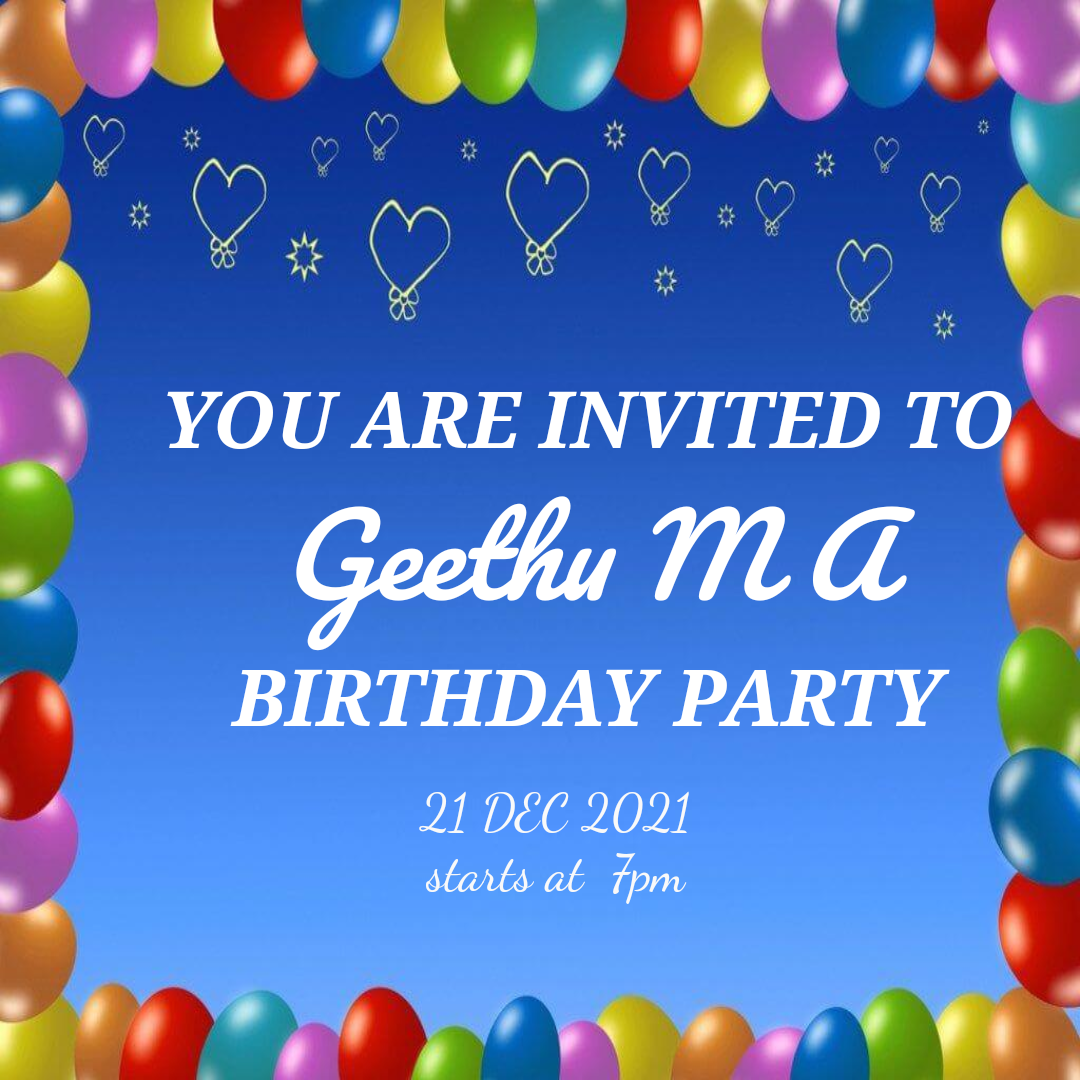 YOU ARE INVITED TO
Geethu M A
BIRTHDAY PARTY
21 DEC 2021
starts at 7pm